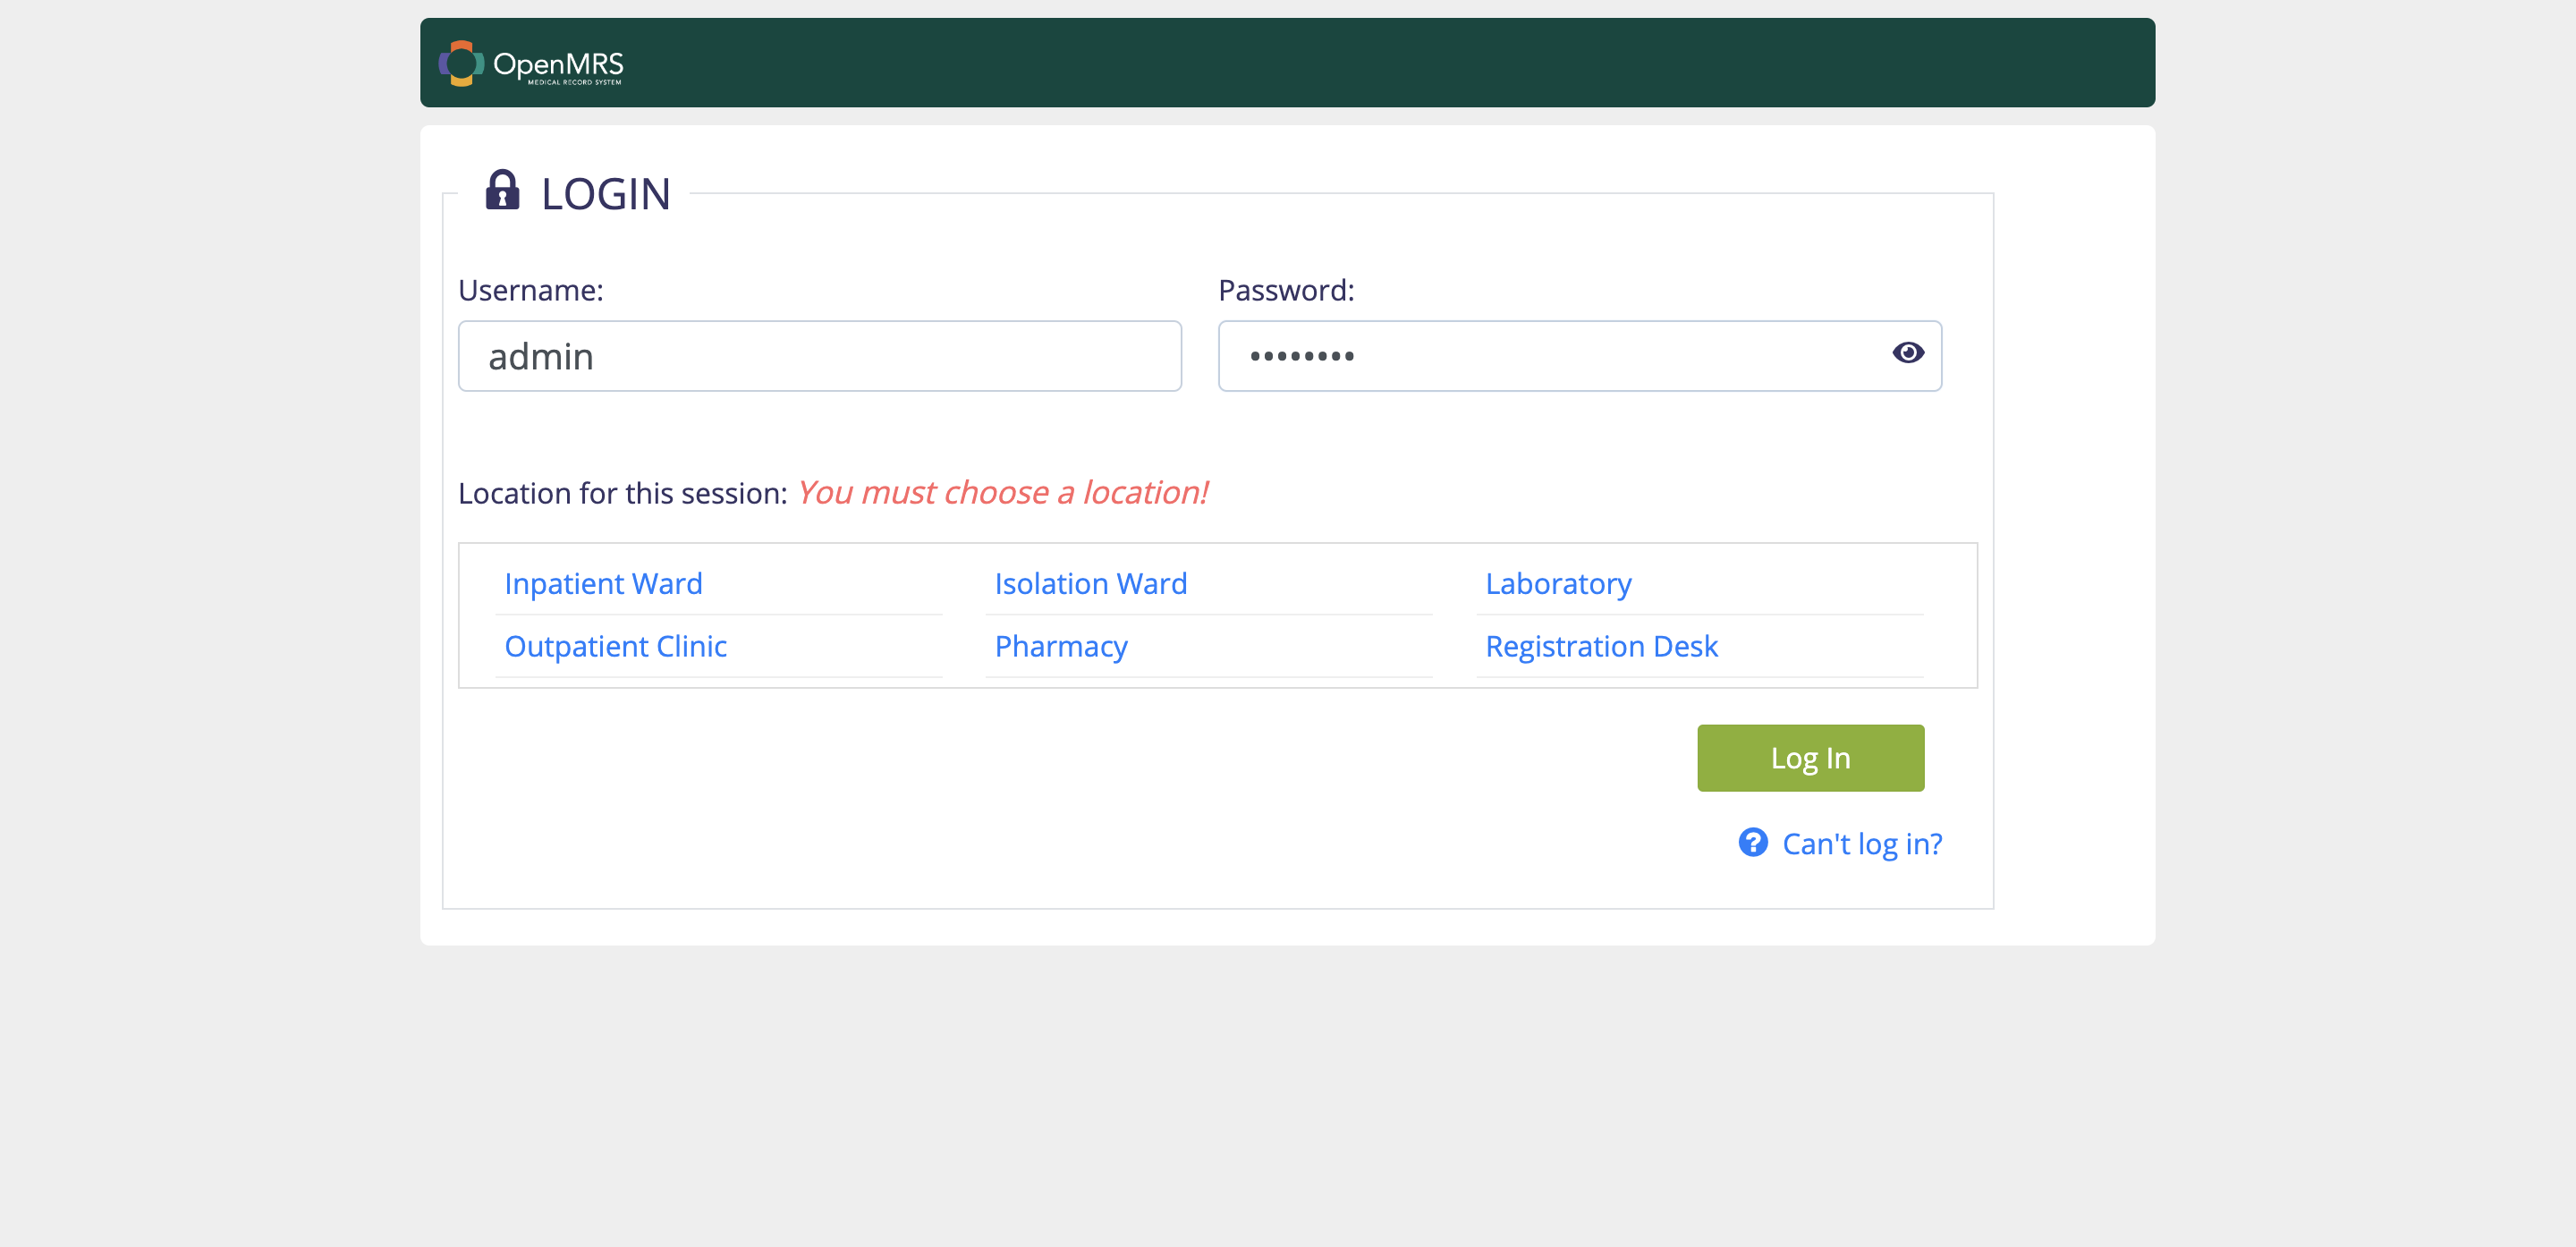 OpenMRS
MEDICAL RECORD SYSTEM
LOGIN
Username:
Password:
admin
••••••••
Location for this session: You must choose a location!
Inpatient Ward
Isolation Ward
Laboratory
Outpatient Clinic
Pharmacy
Registration Desk
Log In
Can't log in?